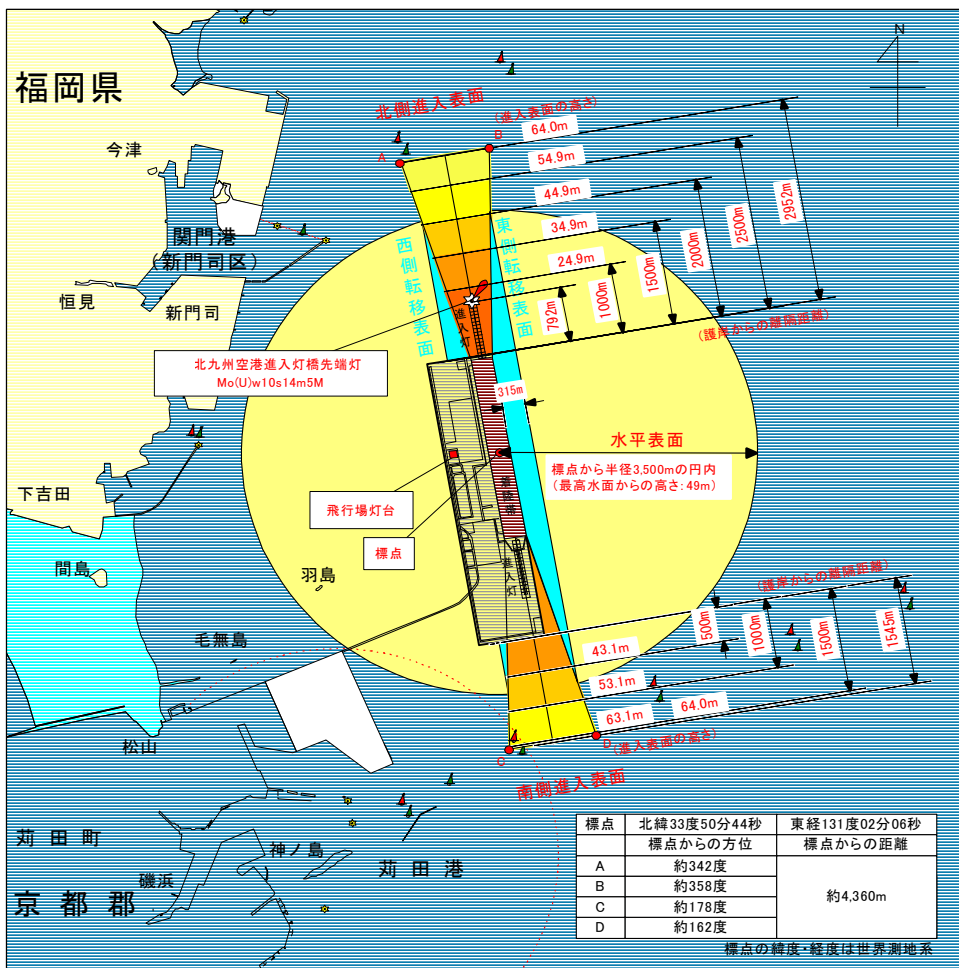 福岡県
今津
関門港
(新門司区)
恒見
新門司
北九州空港進入灯橋先端灯
Mo(U)w10s14m5M
下吉田
間島
羽島
毛無島
松山
苅田町
神ノ島
磯浜
苅田港
京都郡
N
北側進入表面
(進入表面の高さ)
A
B
64.0m
54.9m
44.9m
34.9m
24.9m
792m
1000m
1500m
2000m
2500m
2952m
(護岸からの離隔距離)
西側転移表面
東側転移表面
進入灯
315m
水平表面
標点から半径3,500mの円内
(最高水面からの高さ:49m)
飛行場灯台
標点
着陸帯
進入灯
(護岸からの離隔距離)
500m
1000m
1500m
1545m
43.1m
53.1m
63.1m
64.0m
D
(進入表面の高さ)
南側進入表面
標点 北緯33度50分44秒 東経131度02分06秒
標点からの方位 標点からの距離
A 約342度
B 約358度
約4,360m
C 約178度
D 約162度
標点の緯度・経度は世界測地系